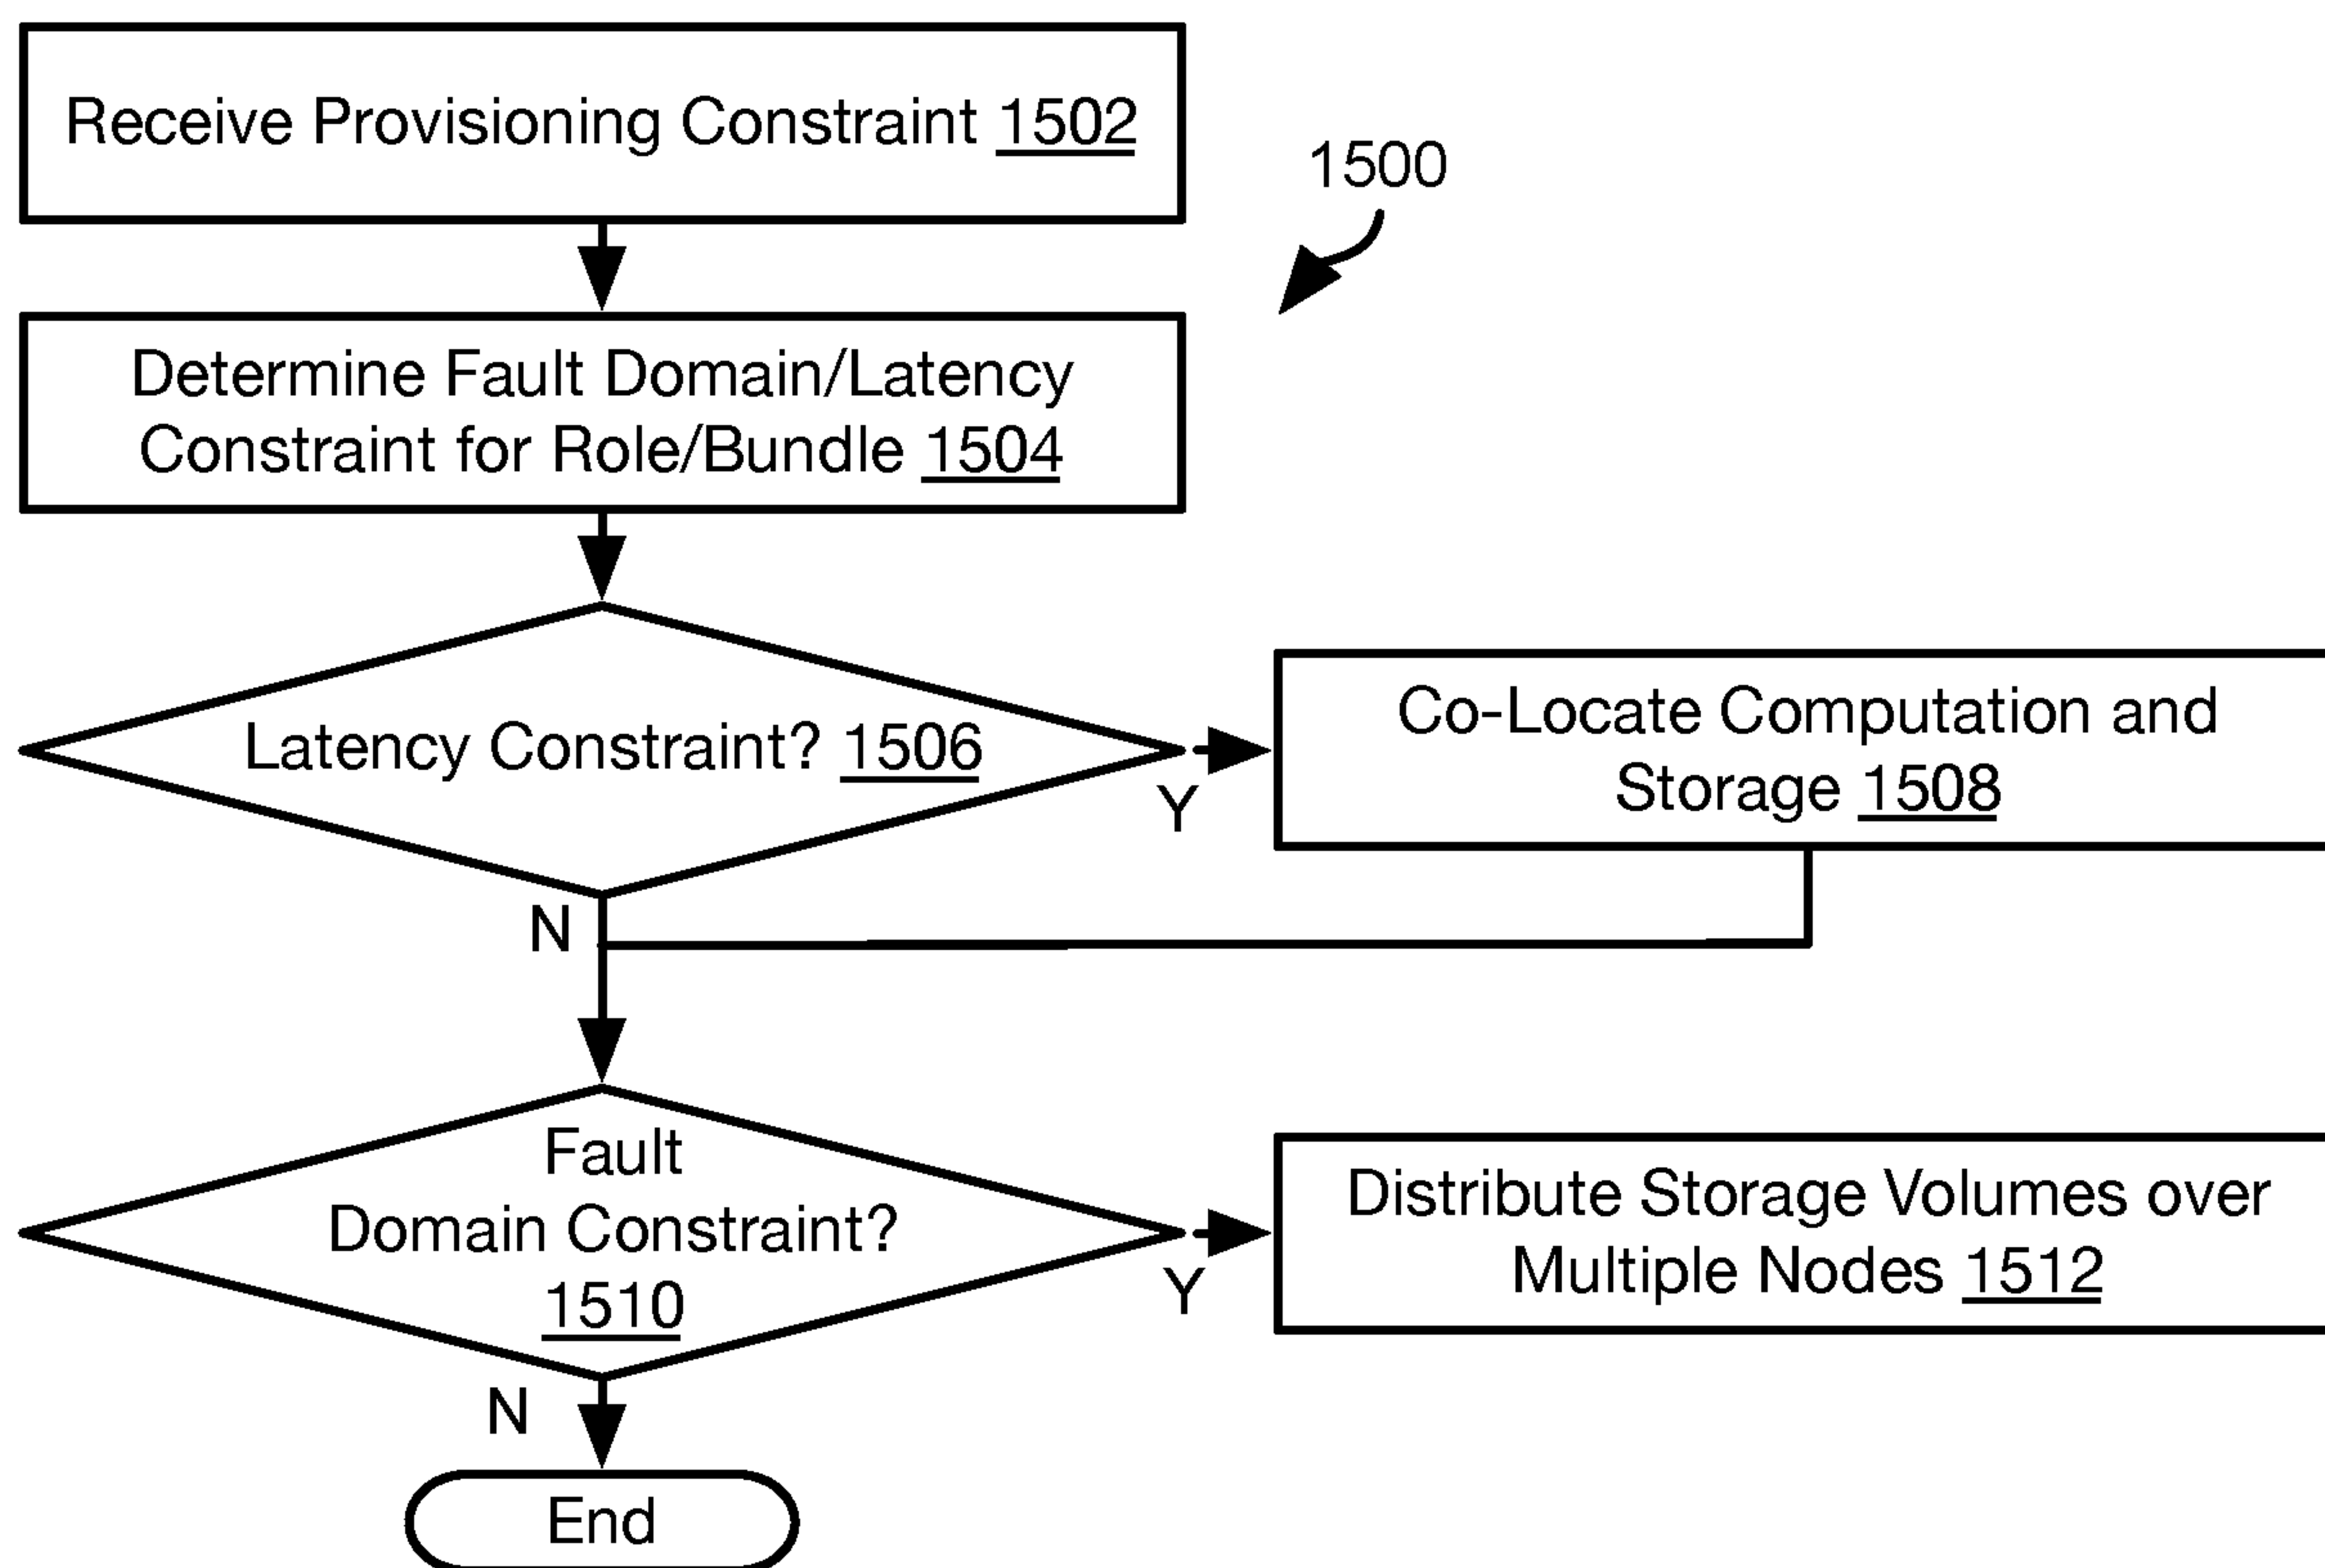 Receive Provisioning Constraint 1502
1500
Determine Fault Domain/Latency
Constraint for Role/Bundle 1504
Latency Constraint? 1506
Y
Co-Locate Computation and
Storage 1508
N
Fault
Domain Constraint?
1510
Y
Distribute Storage Volumes over
Multiple Nodes 1512
N
End